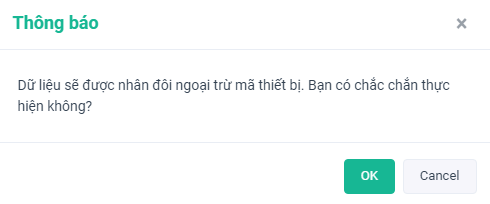 Thông báo
×
Dữ liệu sẽ được nhân đôi ngoại trừ mã thiết bị. Bạn có chắc chắn thực
hiện không?
OK Cancel